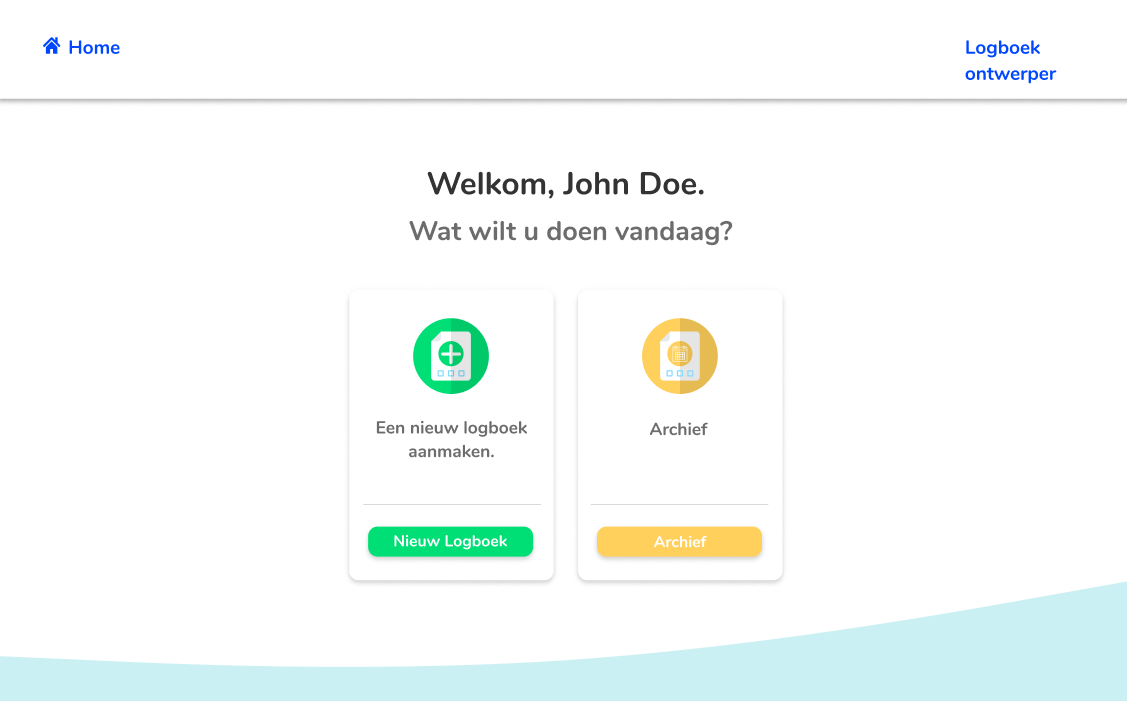 Home
Logboek
ontwerper
Welkom, John Doe.
Wat wilt u doen vandaag?
Een nieuw logboek
aanmaken.
Archief
Nieuw Logboek
Archief